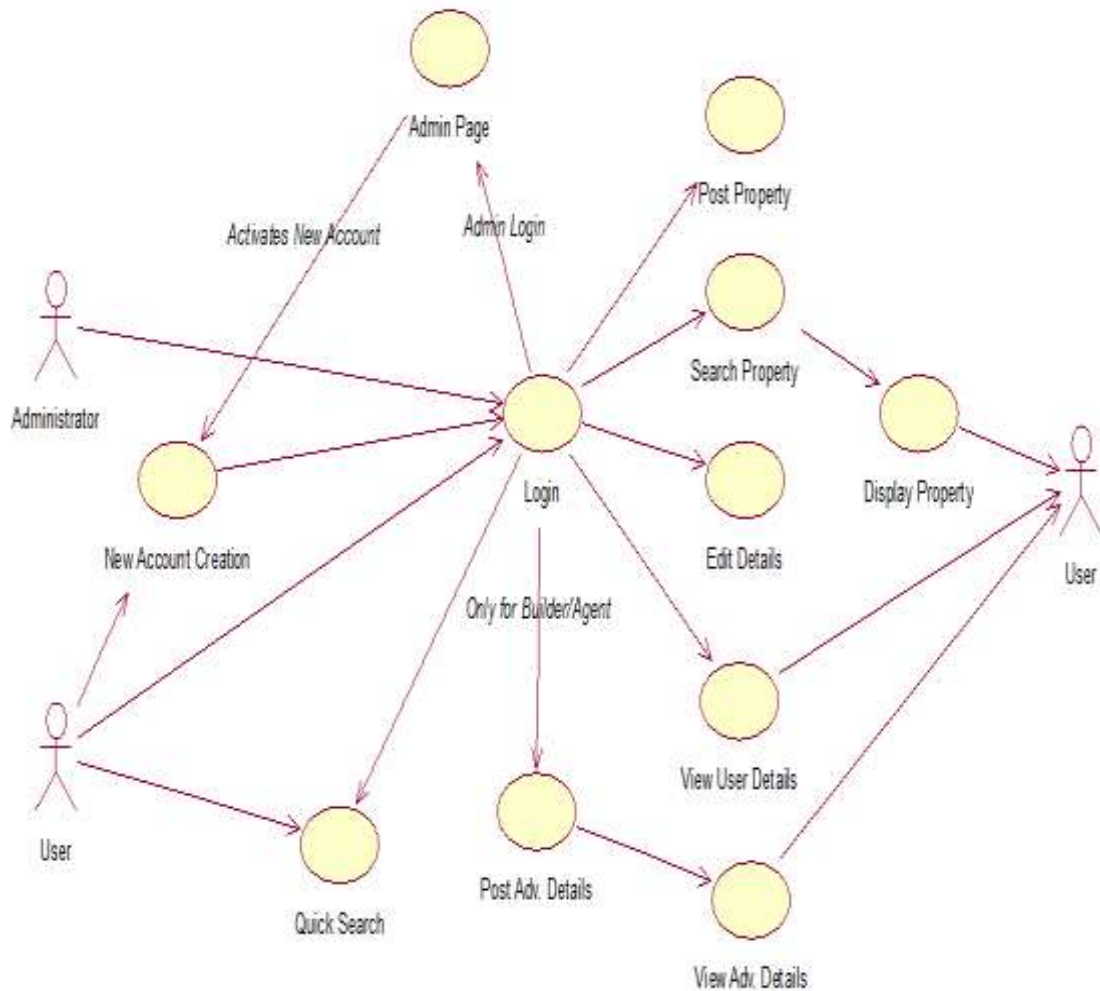 Admin Page
Post Property
Activates New Account
Admin Login
Search Property
Administrator
Login
Display Property
New Account Creation
Edit Details
User
Only for Builder/Agent
View User Details
User
Post Adv. Details
Quick Search
View Adv. Details